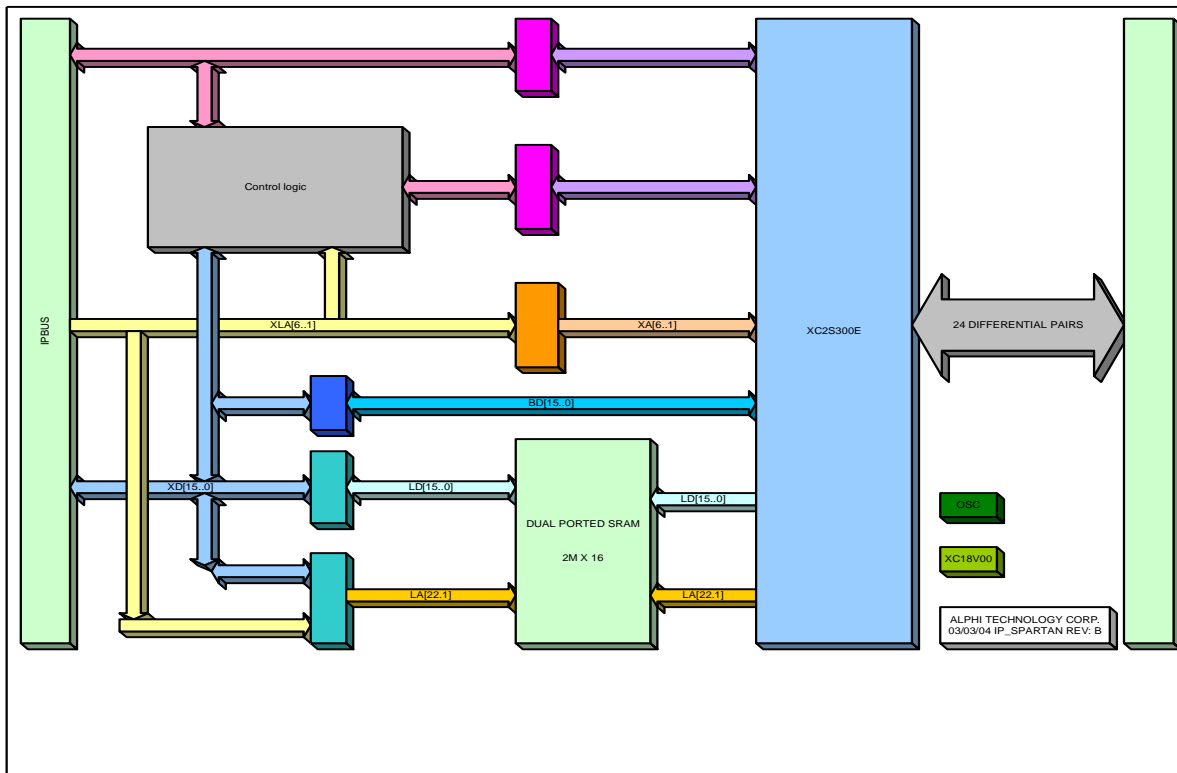 Control logic
IPBUS
XLA[6..1]
XA[6..1]
XC2S300E
24 DIFFERENTIAL PAIRS
BD[15..0]
XD[15..0]
LD[15..0]
LD[15..0]
DUAL PORTED SRAM
2M X 16
OSC
XC18V00
LA[22.1]
LA[22.1]
ALPHI TECHNOLOGY CORP.
03/03/04 IP_SPARTAN REV: B